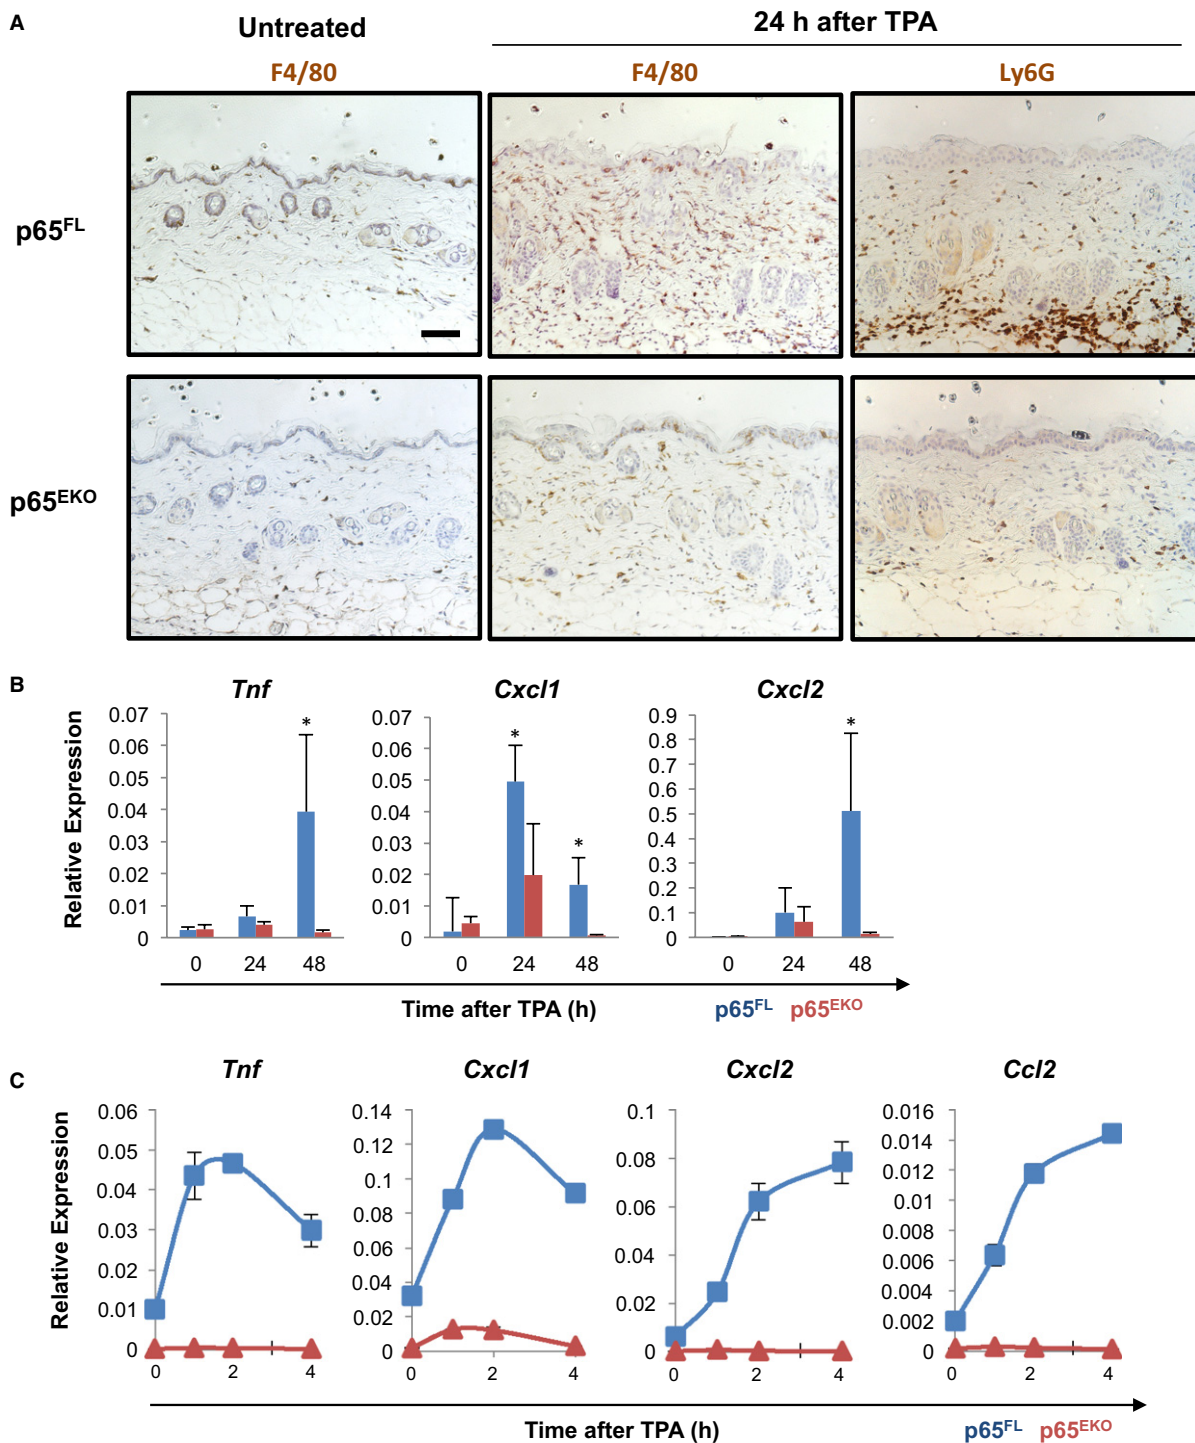 A
Untreated
24 h after TPA
F4/80
F4/80
Ly6G
p65FL
p65EKO
B
Tnf
Cxcl1
Cxcl2
Relative Expression
0.07
0.06
0.05
0.04
0.03
0.02
0.01
0
*
0 24 48
0.07
0.06
0.05
0.04
0.03
0.02
0.01
0
*
*
0 24 48
0.9
0.8
0.7
0.6
0.5
0.4
0.3
0.2
0.1
0
*
0 24 48
Time after TPA (h)
p65FL p65EKO
C
Tnf
Cxcl1
Cxcl2
Ccl2
Relative Expression
0.06
0.05
0.04
0.03
0.02
0.01
0
0 2 4
0.14
0.12
0.1
0.08
0.06
0.04
0.02
0
0 2 4
0.1
0.08
0.06
0.04
0.02
0
0 2 4
0.016
0.014
0.012
0.010
0.008
0.006
0.004
0.002
0
0 2 4
Time after TPA (h)
p65FL p65EKO